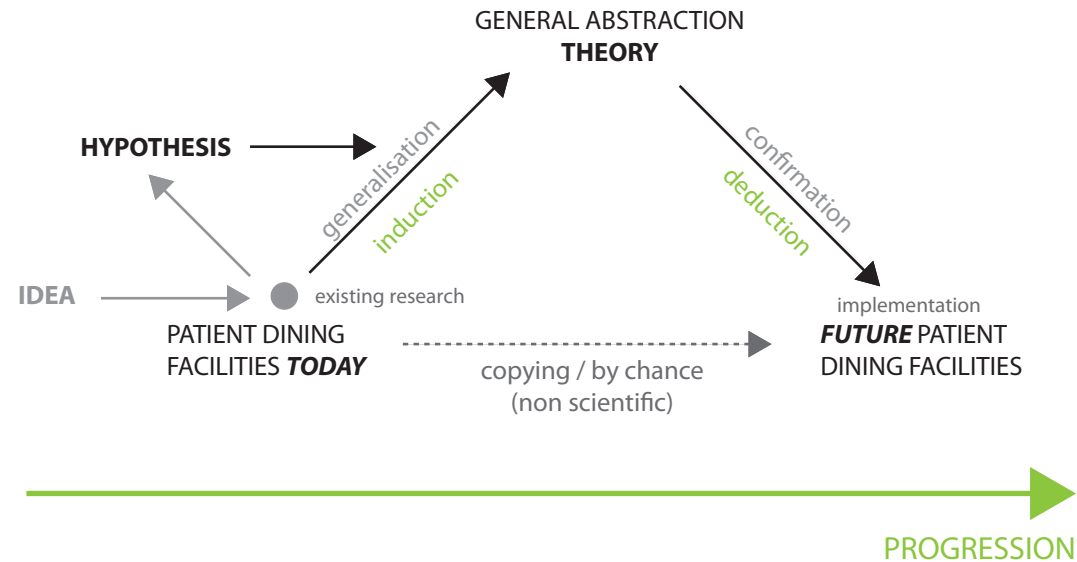 GENERAL ABSTRACTION
THEORY
HYPOTHESIS
generalisation
induction
confirmation
deduction
IDEA
existing research
PATIENT DINING
FACILITIES TODAY
copying / by chance
(non scientific)
implementation
FUTURE PATIENT
DINING FACILITIES
PROGRESSION